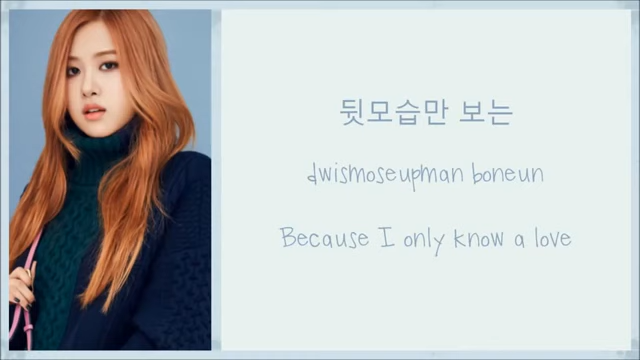 뒷모습만 보는
dwismoseupman boneun
Because I only know a love